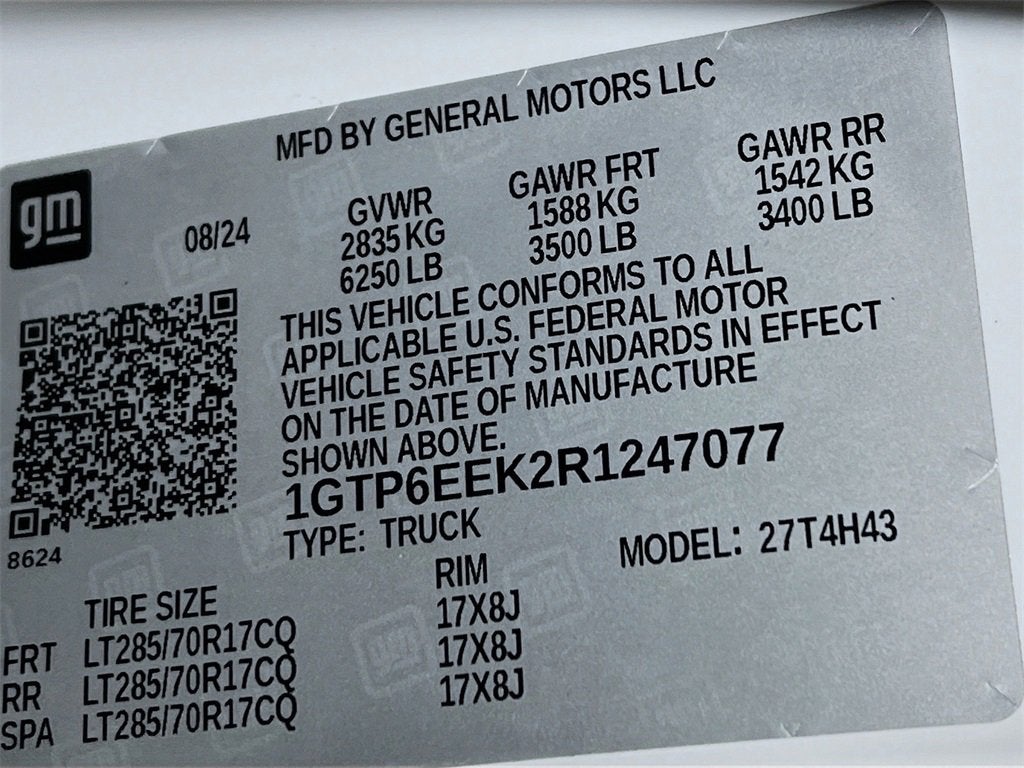 MFD BY GENERAL MOTORS LLC
gm
08/24
GVWR GAWR FRT GAWR RR
2835 KG 1588 KG 1542 KG
6250 LB 3500 LB 3400 LB
THIS VEHICLE CONFORMS TO ALL
APPLICABLE U.S. FEDERAL MOTOR
VEHICLE SAFETY STANDARDS IN EFFECT
ON THE DATE OF MANUFACTURE
SHOWN ABOVE.
1GTP6EEK2R1247077
8624
TYPE: TRUCK MODEL: 27T4H43
TIRE SIZE RIM
FRT LT285/70R17CQ 17X8J
RR LT285/70R17CQ 17X8J
SPA LT285/70R17CQ 17X8J